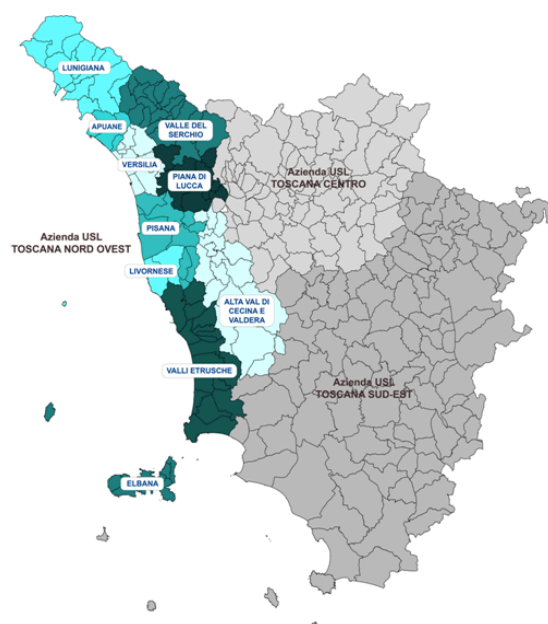 LUNIGIANA
APUANE
VALLE DEL
SERCHIO
VERSILIA
PIANA DI
LUCCA
Azienda USL
TOSCANA CENTRO
PISANA
Azienda USL
TOSCANA NORD OVEST
LIVORNESE
ALTA VAL DI
CECINA E
VALDERA
VALLI ETRUSCHE
Azienda USL
TOSCANA SUD-EST
ELBANA